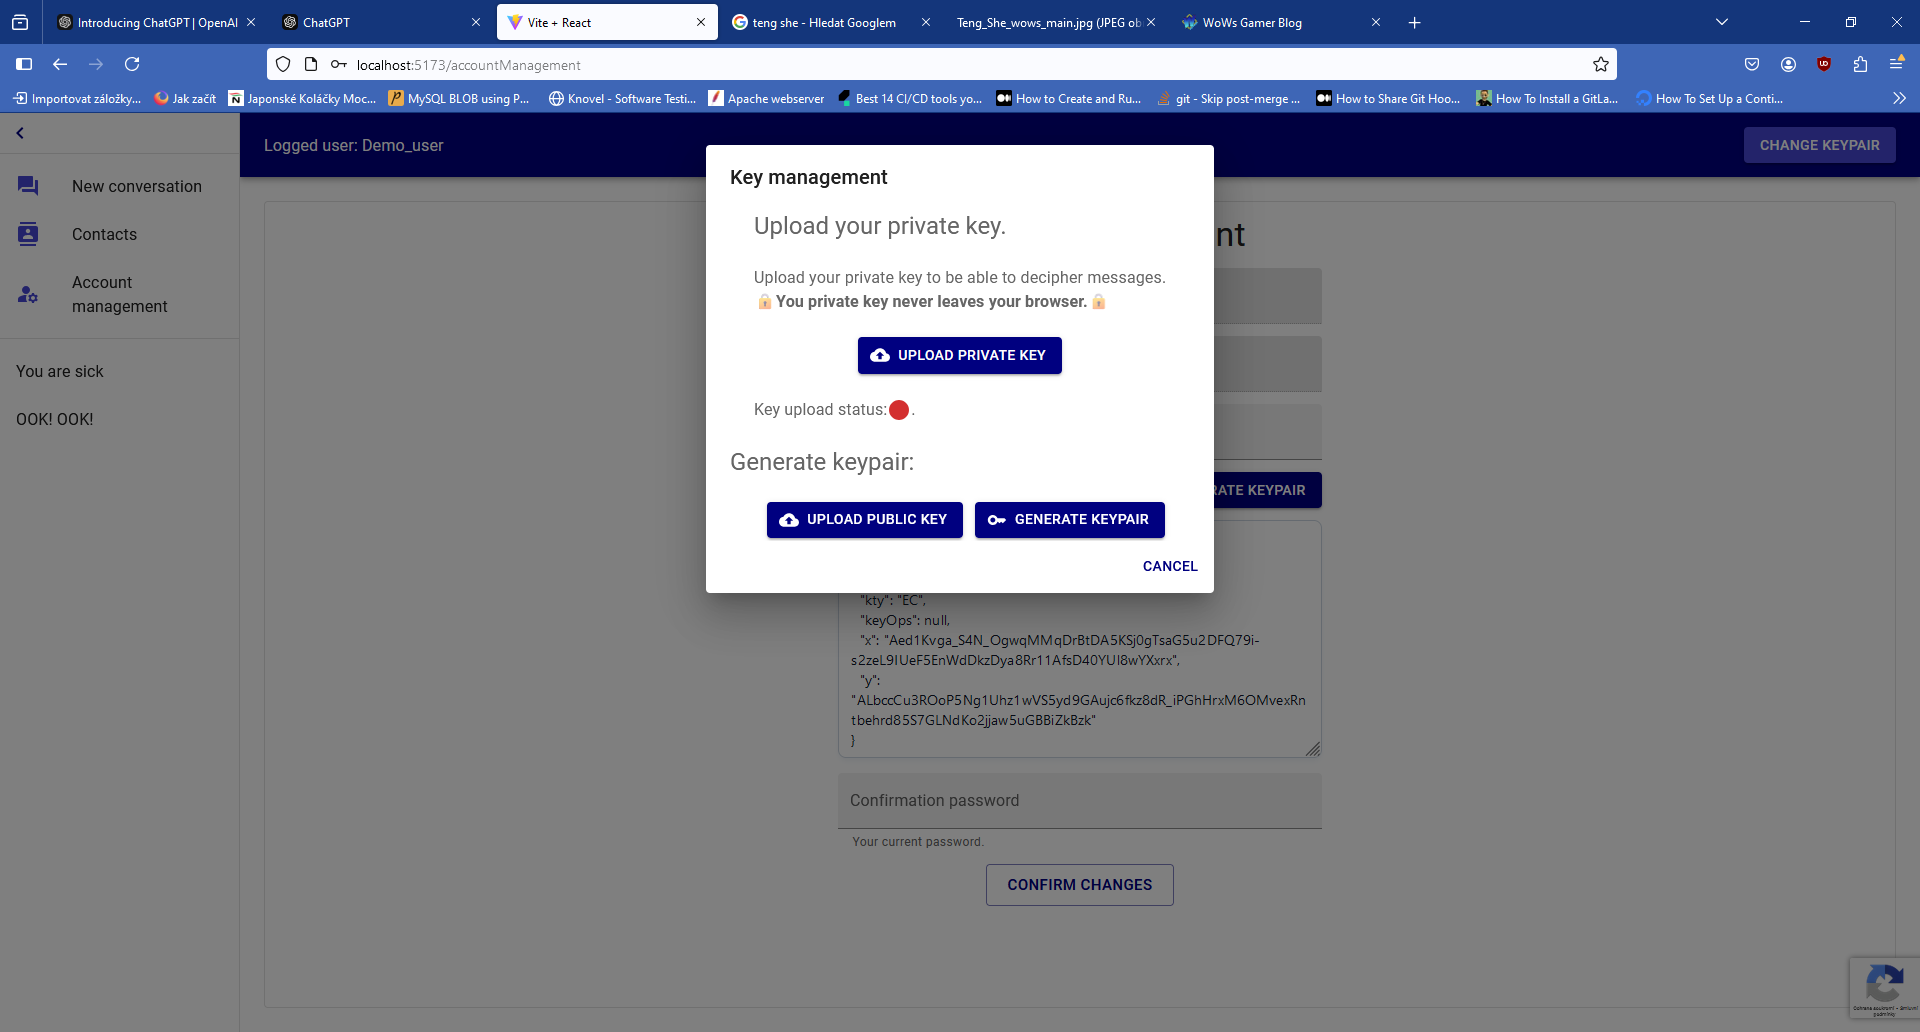 Introducing ChatGPT | OpenAI
ChatGPT
Vite + React
teng she - Hledat Googlem
Teng_She_wows_main.jpg (JPEG ob
WoWs Gamer Blog
localhost:5173/accountManagement
Importovat záložky...
Jak začít
Japonské Koláčky Moc...
MySQL BLOB using P...
Knovel - Software Testi...
Apache webserver
Best 14 CI/CD tools yo...
How to Create and Ru...
git - Skip post-merge ...
How to Share Git Hoo...
How To Install a GitLa...
How To Set Up a Conti...
Logged user: Demo_user
CHANGE KEYPAIR
New conversation
Contacts
Account
management
You are sick
OOK! OOK!
nt
Key management
Upload your private key.
Upload your private key to be able to decipher messages.
🔒You private key never leaves your browser.🔒
UPLOAD PRIVATE KEY
Key upload status: .
Generate keypair:
UPLOAD PUBLIC KEY
GENERATE KEYPAIR
CANCEL
RATE KEYPAIR
"kty": "EC",
"keyOps": null,
"x": "Aed1Kvga_S4N_OgwqMMqDrBtDA5KSj0gTsaG5u2DFQ79i-
s2zeL9IUeF5EnWdDkzDya8Rr11AfsD40YUl8wYXxrx",
"y":
"ALbccCu3ROoP5Ng1Uhz1wVS5yd9GAujc6fkz8dR_iPGhHrxM6OMvexRn
tbehrd85S7GLNdKo2jjaw5uGBBiZkBzk"
}
Confirmation password
Your current password.
CONFIRM CHANGES